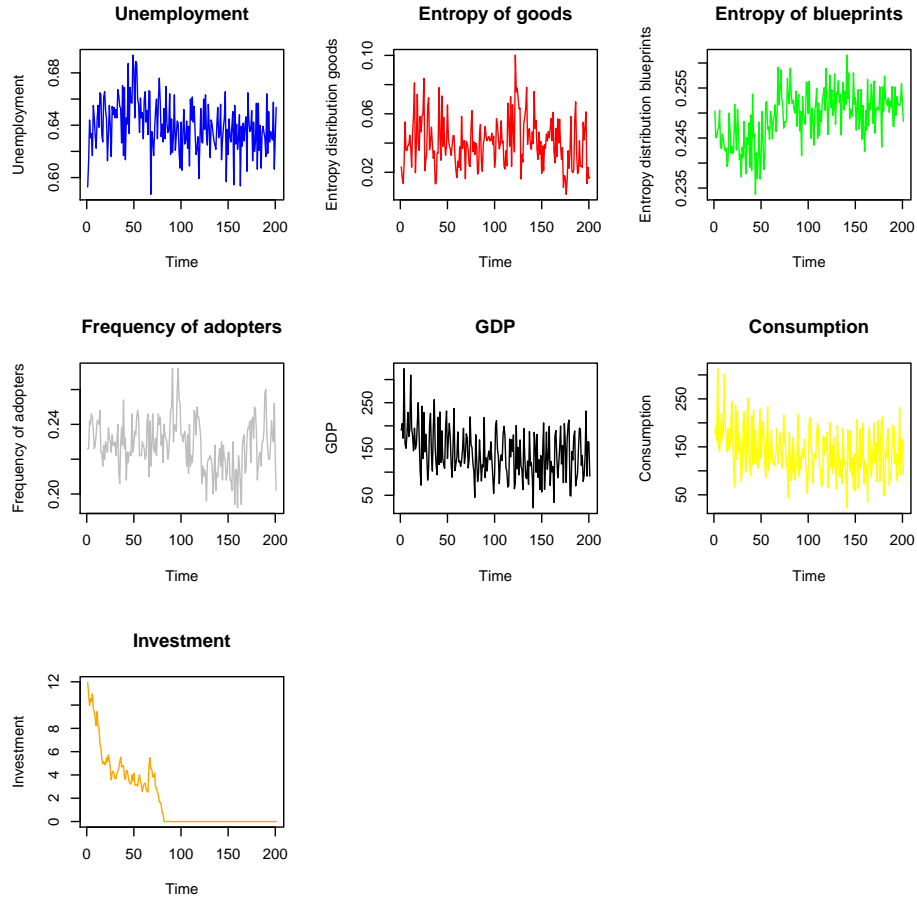 Unemployment
Unemployment
0.60 0.64 0.68
0 50 100 150 200
Time
Entropy of goods
Entropy distribution goods
0.02 0.06 0.10
0 50 100 150 200
Time
Entropy of blueprints
Entropy distribution blueprints
0.235 0.245 0.255
0 50 100 150 200
Time
Frequency of adopters
Frequency of adopters
0.20 0.24
0 50 100 150 200
Time
GDP
GDP
50 150 250
0 50 100 150 200
Time
Consumption
Consumption
50 150 250
0 50 100 150 200
Time
Investment
Investment
0 2 4 6 8 12
0 50 100 150 200
Time